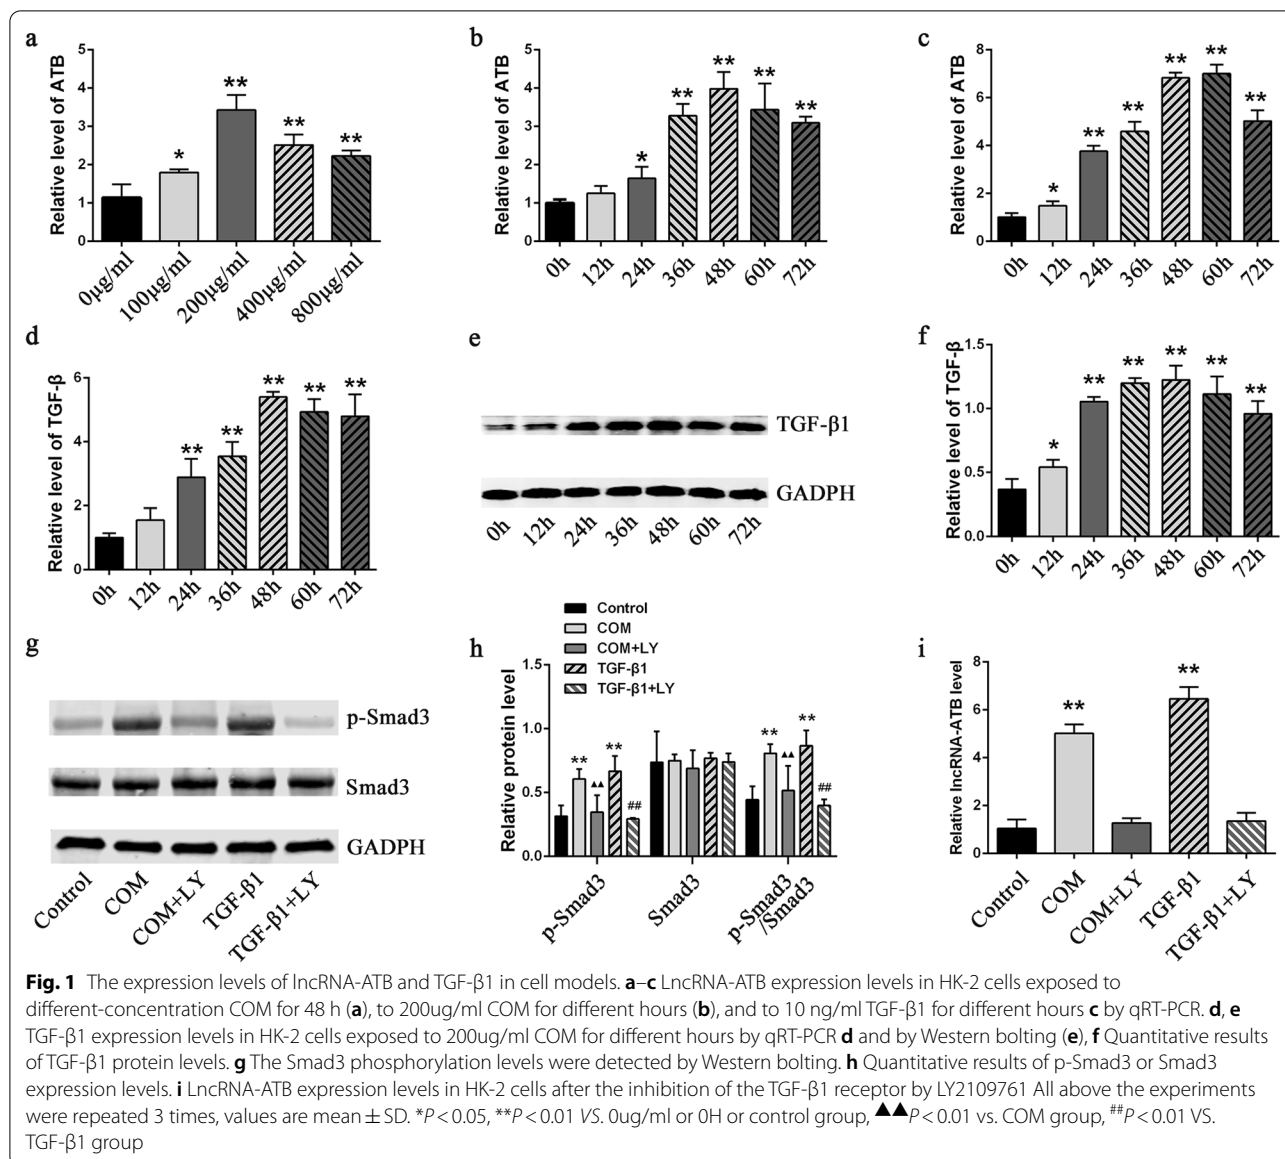 a
Relative level of ATB
5
4
3
2
1
0
*
**
**
**
0µg/ml
100µg/ml
200µg/ml
400µg/ml
800µg/ml
b
Relative level of ATB
5
4
3
2
1
0
*
**
**
**
**
0h
12h
24h
36h
48h
60h
72h
c
Relative level of ATB
8
6
4
2
0
*
**
**
**
**
**
0h
12h
24h
36h
48h
60h
72h
d
Relative level of TGF-β
6
4
2
0
**
**
**
**
**
0h
12h
24h
36h
48h
60h
72h
e
TGF-β1
GADPH
0h
12h
24h
36h
48h
60h
72h
f
Relative level of TGF-β
1.5
1.0
0.5
0.0
*
**
**
**
**
**
0h
12h
24h
36h
48h
60h
72h
g
p-Smad3
Smad3
GADPH
Control
COM
COM+LY
TGF-β1
TGF-β1+LY
h
Control
COM
COM+LY
TGF-β1
TGF-β1+LY
Relative protein level
1.5
1.0
0.5
0.0
**
▲▲
**
##
**
▲▲
**
##
p-Smad3
Smad3
p-Smad3
/Smad3
i
Relative lncRNA-ATB level
8
6
4
2
0
**
**
Control
COM
COM+LY
TGF-β1
TGF-β1+LY
Fig. 1 The expression levels of lncRNA-ATB and TGF-β1 in cell models. a–c LncRNA-ATB expression levels in HK-2 cells exposed to
different-concentration COM for 48 h (a), to 200ug/ml COM for different hours (b), and to 10 ng/ml TGF-β1 for different hours c by qRT-PCR. d, e
TGF-β1 expression levels in HK-2 cells exposed to 200ug/ml COM for different hours by qRT-PCR d and by Western bolting (e), f Quantitative results
of TGF-β1 protein levels. g The Smad3 phosphorylation levels were detected by Western bolting. h Quantitative results of p-Smad3 or Smad3
expression levels. i LncRNA-ATB expression levels in HK-2 cells after the inhibition of the TGF-β1 receptor by LY2109761 All above the experiments
were repeated 3 times, values are mean ± SD. *P < 0.05, **P < 0.01 VS. 0ug/ml or 0H or control group, ▲▲P < 0.01 vs. COM group, ##P < 0.01 VS.
TGF-β1 group